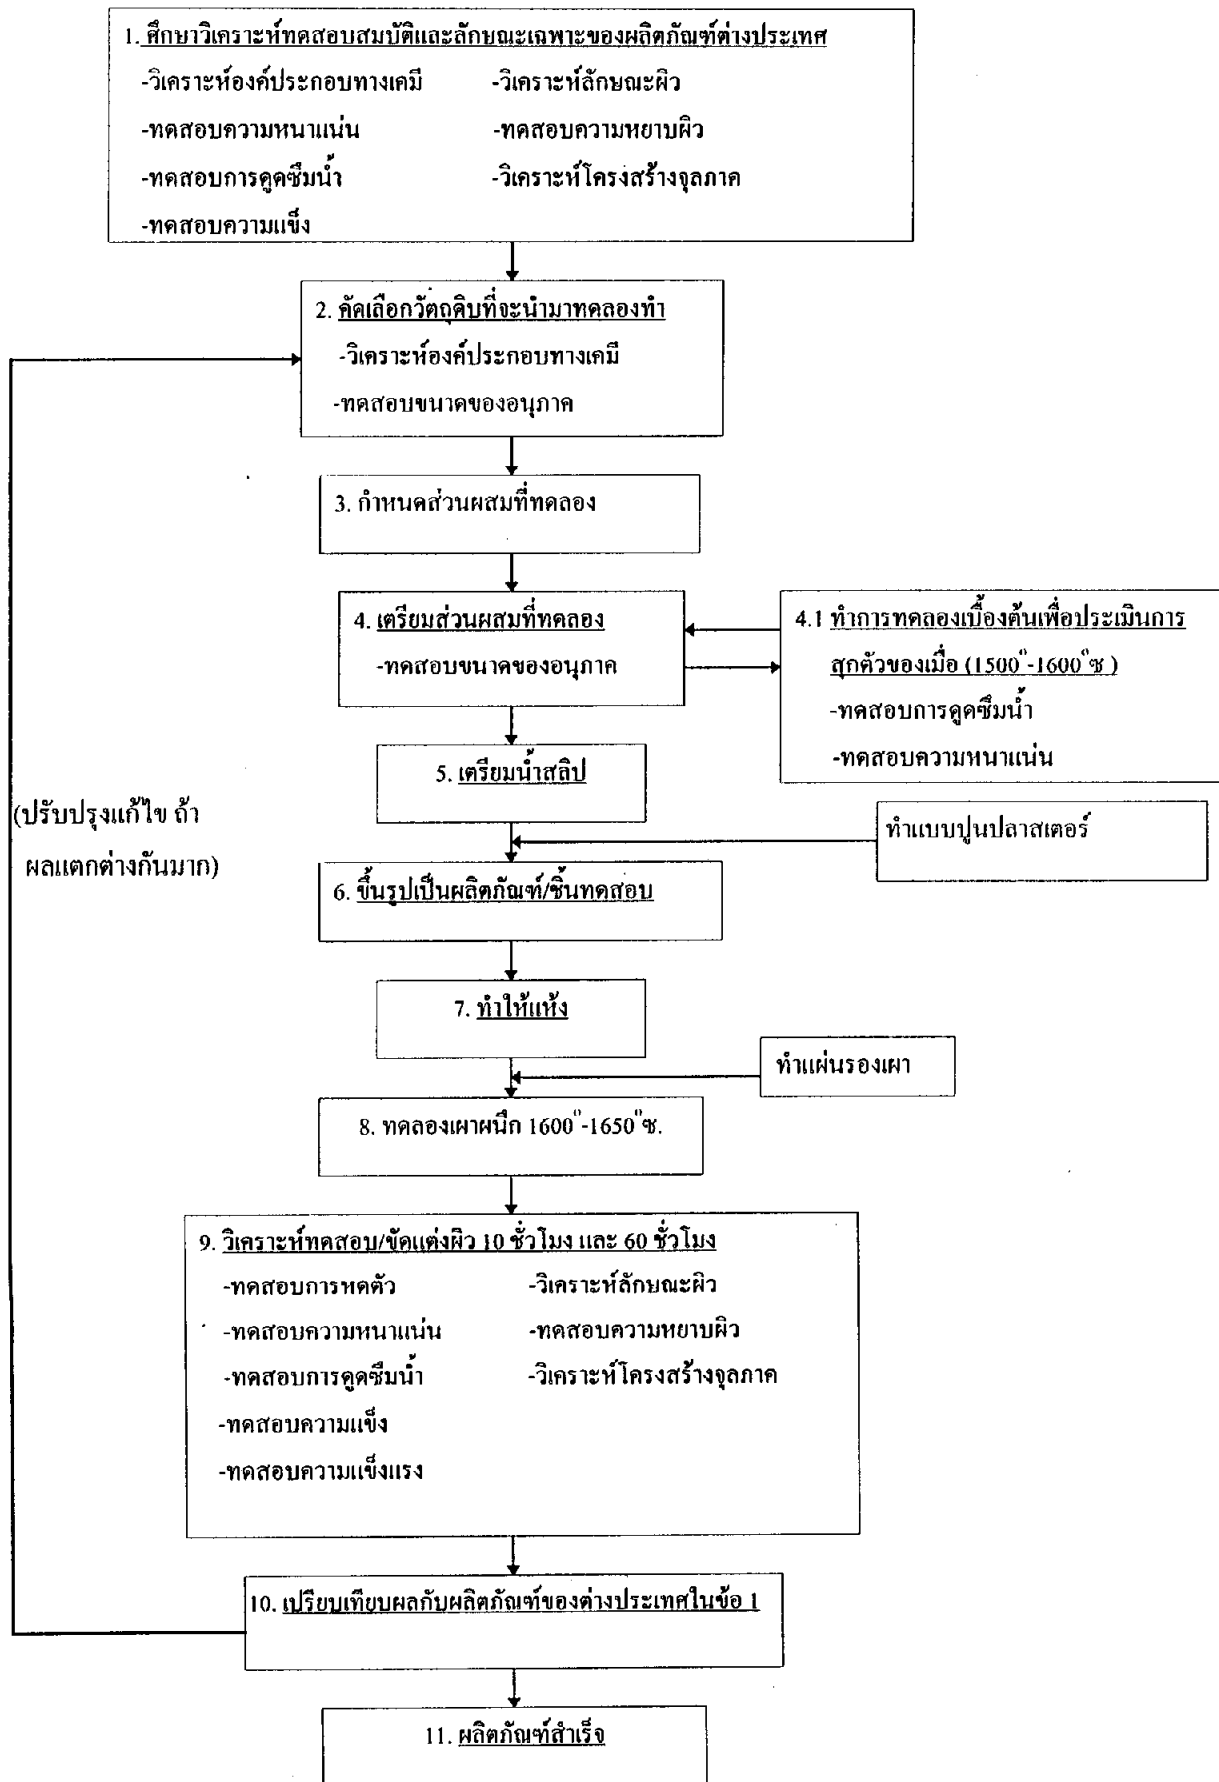 1. ศึกษาวิเคราะห์ทดสอบสมบัติและลักษณะเฉพาะของผลิตภัณฑ์ต่างประเทศ
-วิเคราะห์องค์ประกอบทางเคมี -วิเคราะห์ลักษณะผิว
-ทดสอบความหนาแน่น -ทดสอบความหยาบผิว
-ทดสอบการดูดซึมน้ำ -วิเคราะห์โครงสร้างจุลภาค
-ทดสอบความแข็ง
2. คัดเลือกวัตถุดิบที่จะนำมาทดลองทำ
-วิเคราะห์องค์ประกอบทางเคมี
-ทดสอบขนาดของอนุภาค
3. กำหนดส่วนผสมที่ทดลอง
4. เตรียมส่วนผสมที่ทดลอง
-ทดสอบขนาดของอนุภาค
4.1 ทำการทดลองเบื้องต้นเพื่อประเมินการ
สุกตัวของเมื่อ (1500°-1600°ซ )
-ทดสอบการดูดซึมน้ำ
-ทดสอบความหนาแน่น
5. เตรียมน้ำสลิป
(ปรับปรุงแก้ไข ถ้า
ผลแตกต่างกันมาก)
ทำแบบปูนปลาสเตอร์
6. ขึ้นรูปเป็นผลิตภัณฑ์/ชิ้นทดสอบ
7. ทำให้แห้ง
ทำแผ่นรองเผา
8. ทดลองเผาผนึก 1600°-1650°ซ.
9. วิเคราะห์ทดสอบ/ขัดแต่งผิว 10 ชั่วโมง และ 60 ชั่วโมง
-ทดสอบการหดตัว -วิเคราะห์ลักษณะผิว
-ทดสอบความหนาแน่น -ทดสอบความหยาบผิว
-ทดสอบการดูดซึมน้ำ -วิเคราะห์โครงสร้างจุลภาค
-ทดสอบความแข็ง
-ทดสอบความแข็งแรง
10. เปรียบเทียบผลกับผลิตภัณฑ์ของต่างประเทศในข้อ 1
11. ผลิตภัณฑ์สำเร็จ